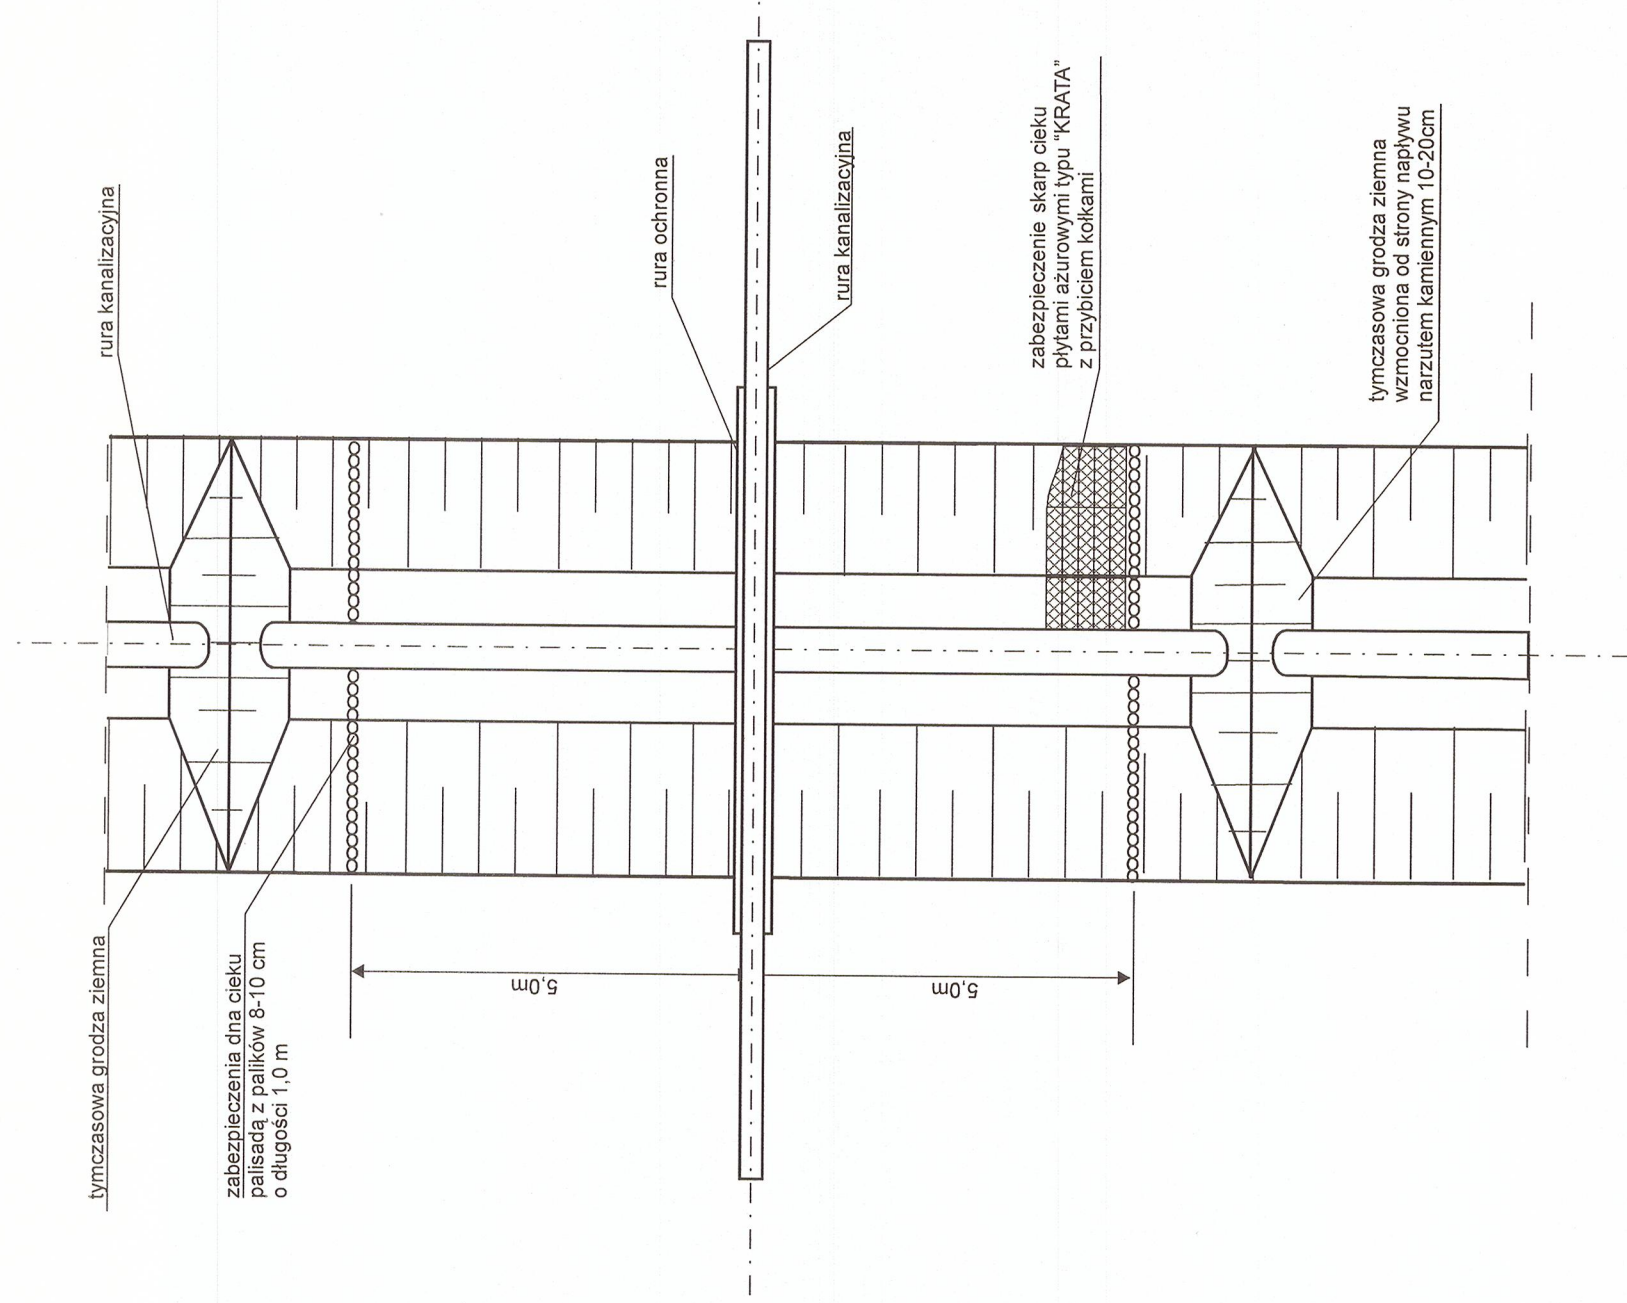 rura kanalizacyjna
rura ochronna
rura kanalizacyjna
zabezpieczenie skarp cieku
płytami ażurowymi typu "KRATA"
z przybiciem kołkami
tymczasowa grodza ziemna
wzmocniona od strony napływu
narzutem kamiennym 10-20cm
tymczasowa grodza ziemna
zabezpieczenia dna cieku
palisadą z palików 8-10 cm
o długości 1,0 m
5,0m
5,0m